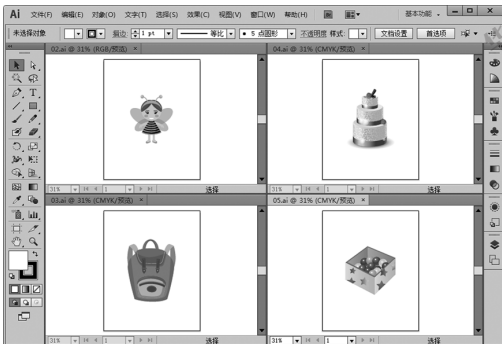 Ai 文件(F) 编辑(E) 对象(O) 文字(T) 选择(S) 效果(C) 视图(V) 窗口(W) 帮助(H) 基本功能
未选择对象 描边: 1 pt 等比 5 点圆形 不透明度 样式: 文档设置 首选项
02.ai @ 31% (RGB/预览) × 04.ai @ 31% (CMYK/预览) ×
31% 1 选择 31% 1 选择
03.ai @ 31% (CMYK/预览) × 05.ai @ 31% (CMYK/预览) ×
31% 1 选择 31% 1 选择